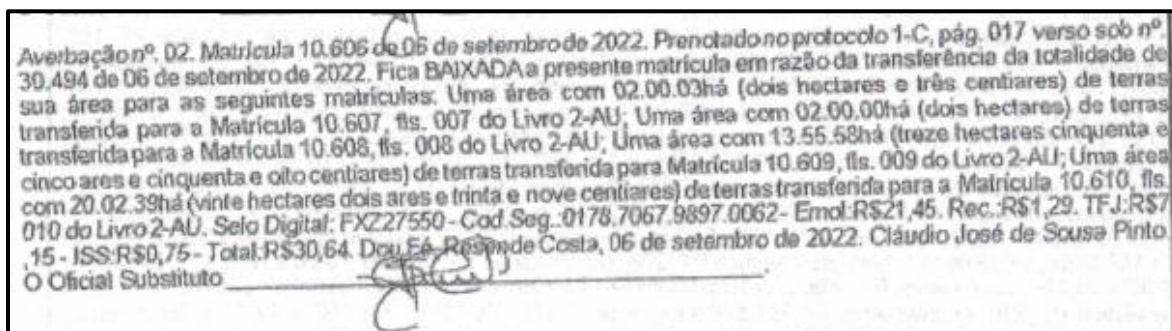 Averbação nº. 02. Matrícula 10.606 de 06 de setembro de 2022. Prenotado no protocolo 1-C, pág. 017 verso sob nº.
30.494 de 06 de setembro de 2022. Fica BAIXADA a presente matrícula em razão da transferência da totalidade de
sua área para as seguintes matrículas: Uma área com 02.00.03há (dois hectares e três centiares) de terras
transferida para a Matrícula 10.607, fls. 007 do Livro 2-AU; Uma área com 02.00.00há (dois hectares) de terras
transferida para a Matrícula 10.608, fls. 008 do Livro 2-AU; Uma área com 13.55.58há (treze hectares cinquenta e
cinco ares e cinquenta e oito centiares) de terras transferida para Matrícula 10.609, fls. 009 do Livro 2-AU; Uma área
com 20.02.39há (vinte hectares dois ares e trinta e nove centiares) de terras transferida para a Matrícula 10.610, fls.
010 do Livro 2-AU. Selo Digital: FXZ27550 - Cod.Seg.:0178.7067.9897.0062 - Emol:R$21,45. Rec.:R$1,29. TFJ:R$7
,15 - ISS:R$0,75 - Total:R$30,64. Dou Fé. Resende Costa, 06 de setembro de 2022. Cláudio José de Sousa Pinto
O Oficial Substituto